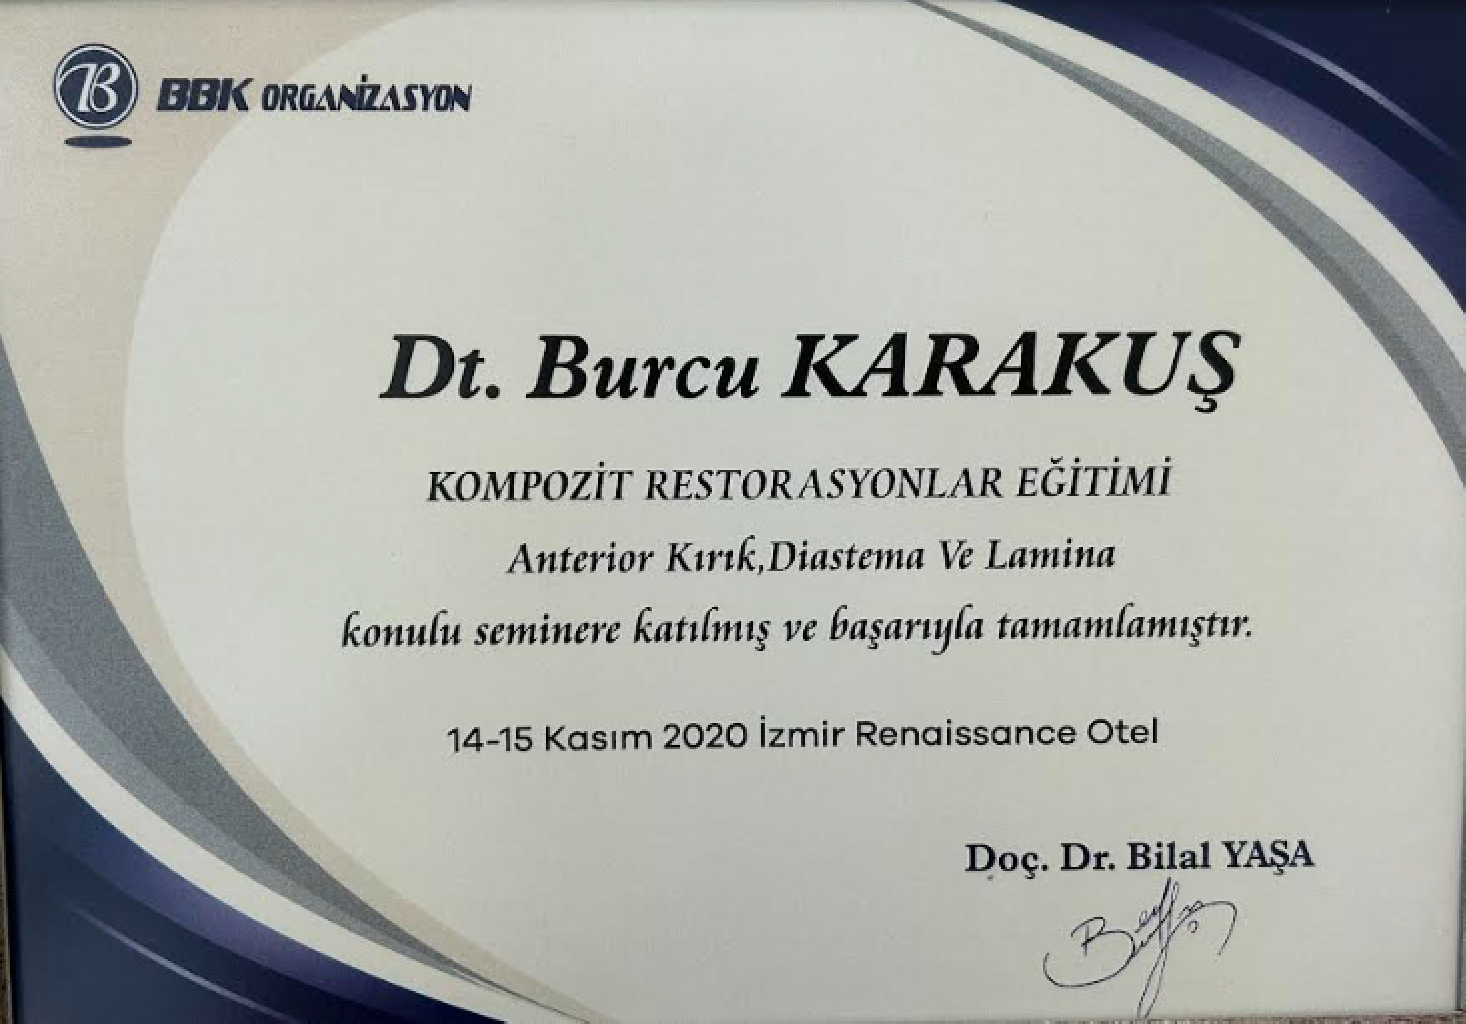 BBK ORGANİZASYON
Dt. Burcu KARAKUŞ
KOMPOZİT RESTORASYONLAR EĞİTİMİ
Anterior Kırık,Diastema Ve Lamina
konulu seminere katılmış ve başarıyla tamamlamıştır.
14-15 Kasım 2020 İzmir Renaissance Otel
Doç. Dr. Bilal YAŞA